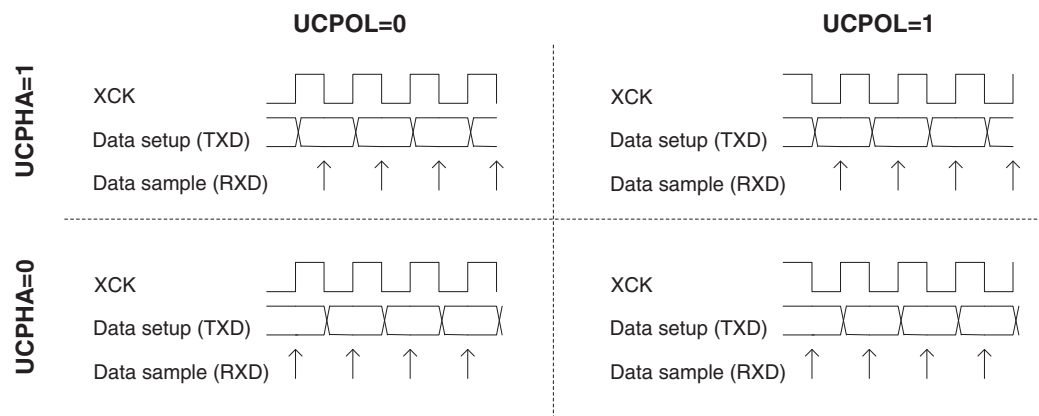 UCPOL=0 UCPOL=1
UCPHA=1
XCK XCK
Data setup (TXD) Data setup (TXD)
Data sample (RXD) Data sample (RXD)
UCPHA=0
XCK XCK
Data setup (TXD) Data setup (TXD)
Data sample (RXD) Data sample (RXD)